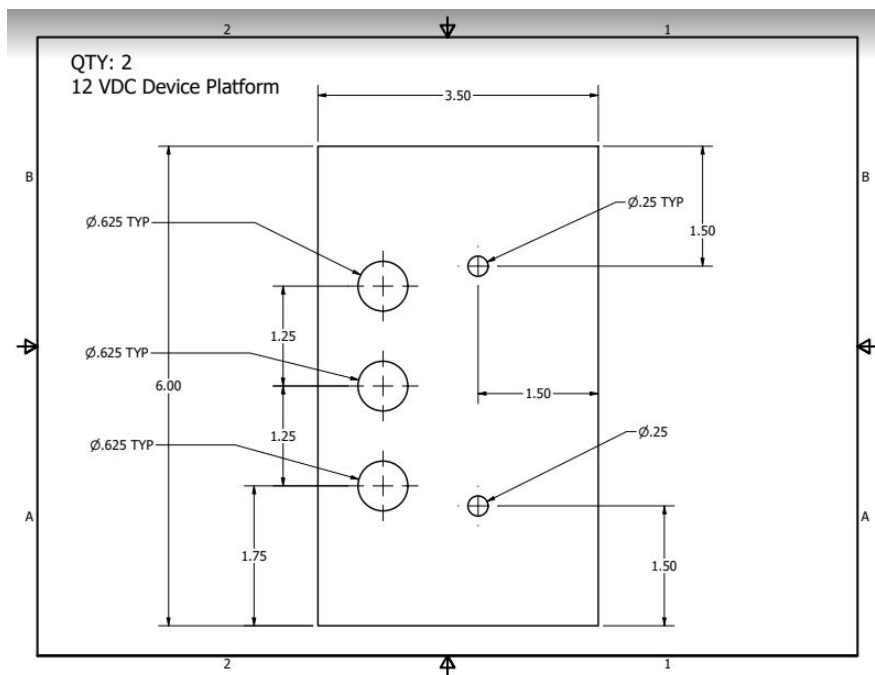 2
1
QTY: 2
12 VDC Device Platform
3.50
B
B
Ø.625 TYP
Ø.25 TYP
1.50
1.25
Ø.625 TYP
6.00
1.50
1.25
Ø.625 TYP
Ø.25
A
A
1.75
1.50
2
1